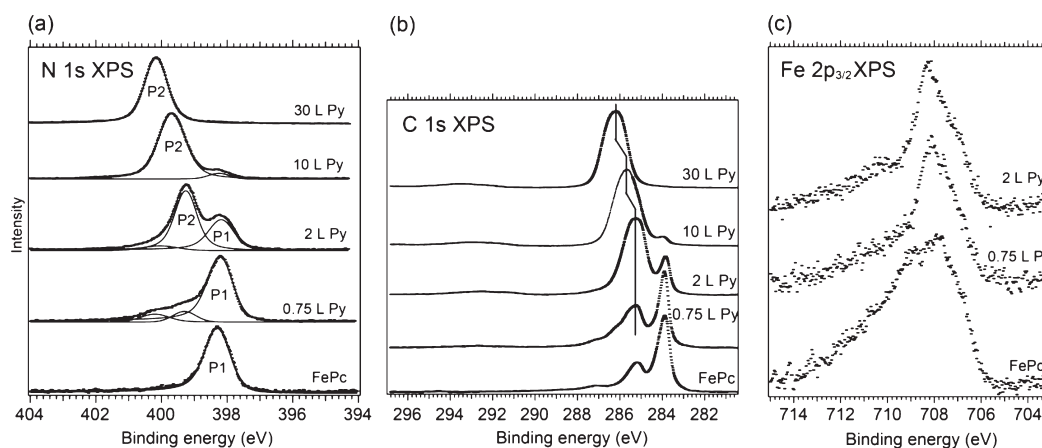 (a)
N 1s XPS
P2
30 L Py
P2
10 L Py
P2
P1
2 L Py
P1
0.75 L Py
P1
FePc
Intensity
404 402 400 398 396 394
Binding energy (eV)
(b)
C 1s XPS
30 L Py
10 L Py
2 L Py
0.75 L Py
FePc
296 294 292 290 288 286 284 282
Binding energy (eV)
(c)
Fe 2p3/2 XPS
2 L Py
0.75 L Py
FePc
714 712 710 708 706 704
Binding energy (eV)